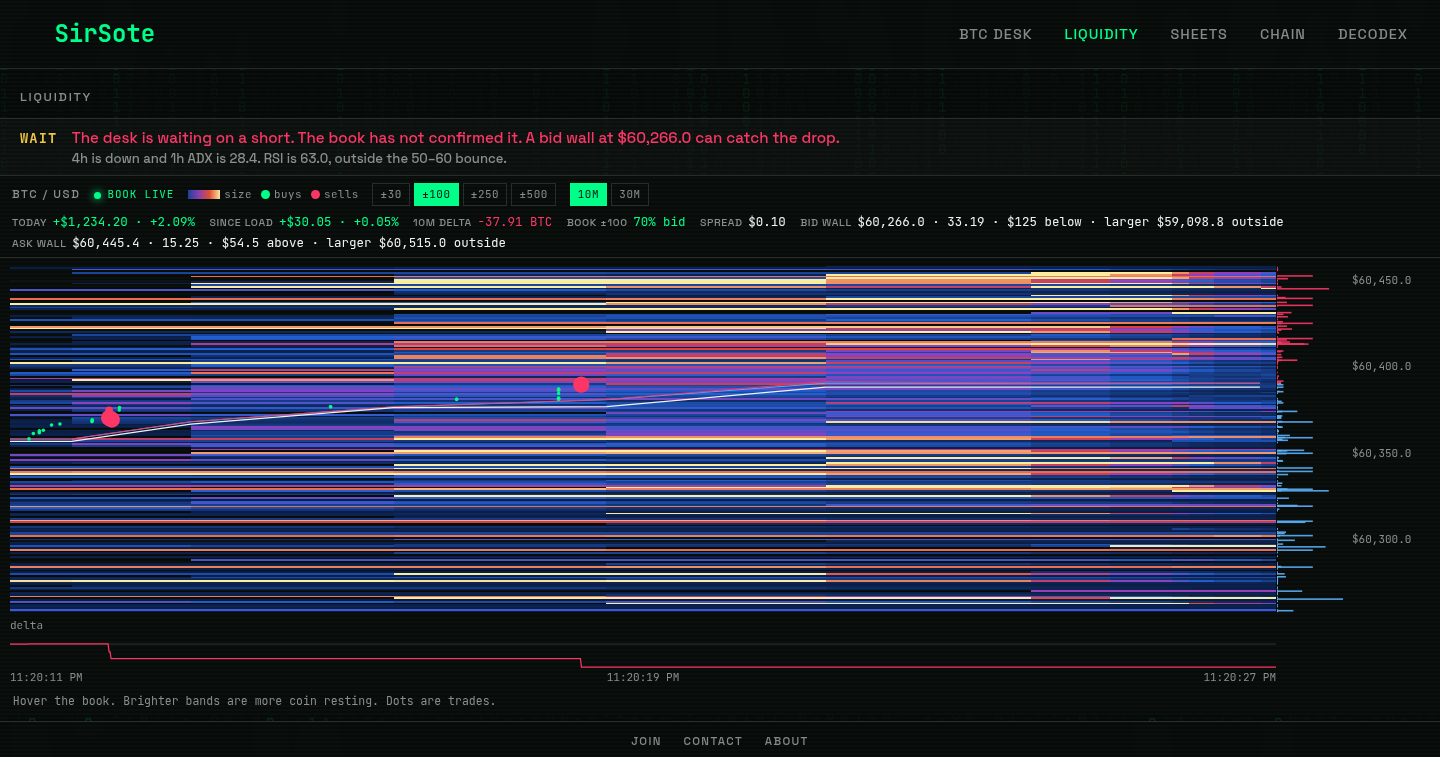 SirSote
BTC DESK LIQUIDITY SHEETS CHAIN DECODEX
LIQUIDITY
WAIT The desk is waiting on a short. The book has not confirmed it. A bid wall at $60,266.0 can catch the drop.
4h is down and 1h ADX is 28.4. RSI is 63.0, outside the 50–60 bounce.
BTC / USD BOOK LIVE size buys sells ±30 ±100 ±250 ±500 10M 30M
TODAY +$1,234.20 · +2.09% SINCE LOAD +$30.05 · +0.05% 10M DELTA -37.91 BTC BOOK ±100 70% bid SPREAD $0.10 BID WALL $60,266.0 · 33.19 · $125 below · larger $59,098.8 outside
ASK WALL $60,445.4 · 15.25 · $54.5 above · larger $60,515.0 outside
$60,450.0
$60,400.0
$60,350.0
$60,300.0
delta
11:20:11 PM 11:20:19 PM 11:20:27 PM
Hover the book. Brighter bands are more coin resting. Dots are trades.
JOIN CONTACT ABOUT